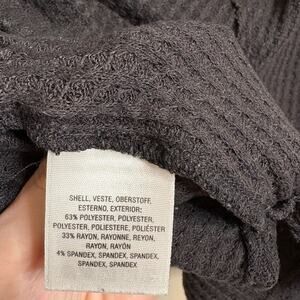 SHELL, VESTE, OBERSTOFF,
ESTERNO, EXTERIOR:
63% POLYESTER, POLYESTER,
POLYESTER, POLIESTERE, POLIÉSTER
33% RAYON, RAYONNE, REYON,
RAYON, RAYÓN
4% SPANDEX, SPANDEX, SPANDEX,
SPANDEX, SPANDEX